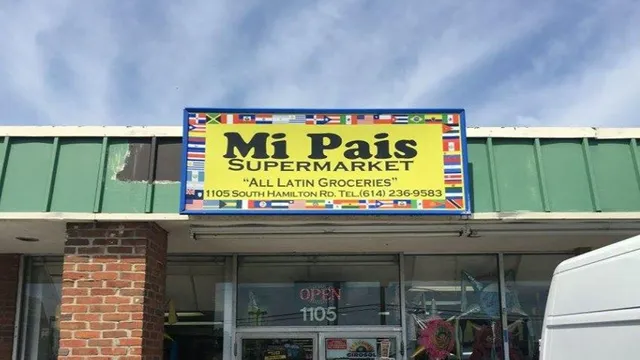 Mi Pais
SUPERMARKET
"ALL LATIN GROCERIES"
1105 SOUTH HAMILTON RD. TEL.(614) 236-9583
OPEN
1105